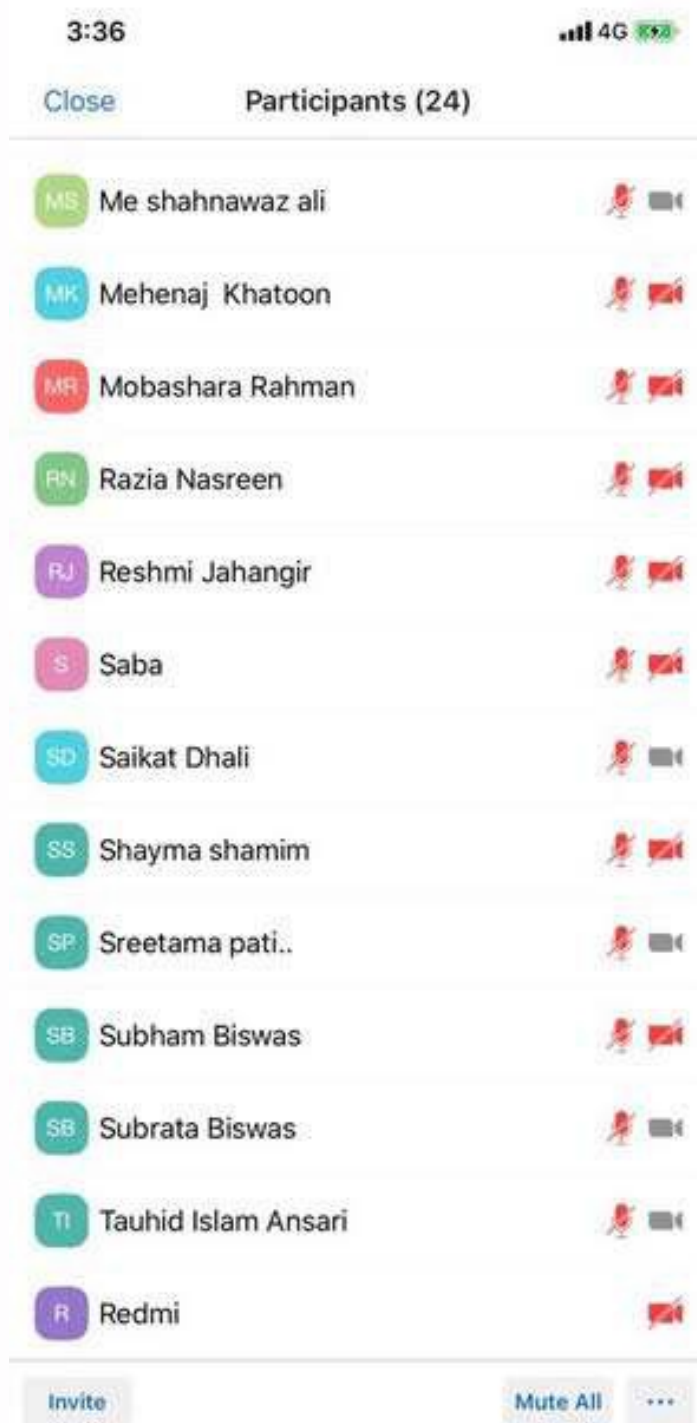 3:36 4G
Close Participants (24)
MS Me shahnawaz ali
MK Mehenaj Khatoon
MR Mobashara Rahman
RN Razia Nasreen
RJ Reshmi Jahangir
S Saba
SD Saikat Dhali
SS Shayma shamim
SP Sreetama pati..
SB Subham Biswas
SB Subrata Biswas
TI Tauhid Islam Ansari
R Redmi
Invite Mute All ...